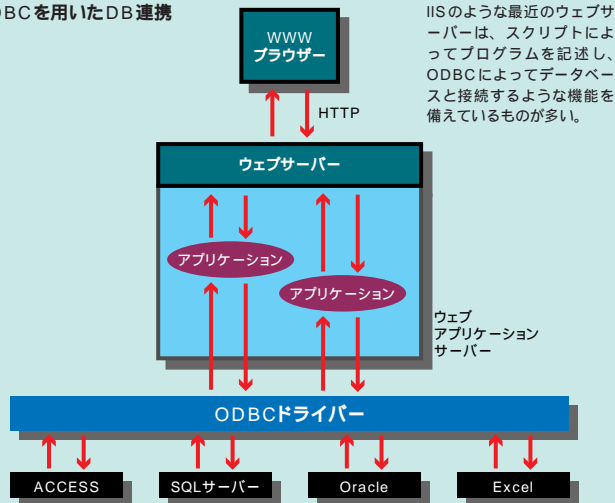 DBCを用いたDB連携
IISのような最近のウェブサ
ーバーは、スクリプトによ
ってプログラムを記述し、
ODBCによってデータベー
スと接続するような機能を
備えているものが多い。
WWW
ブラウザー
HTTP
ウェブサーバー
アプリケーション
アプリケーション
ウェブ
アプリケーション
サーバー
ODBCドライバー
ACCESS
SQLサーバー
Oracle
Excel